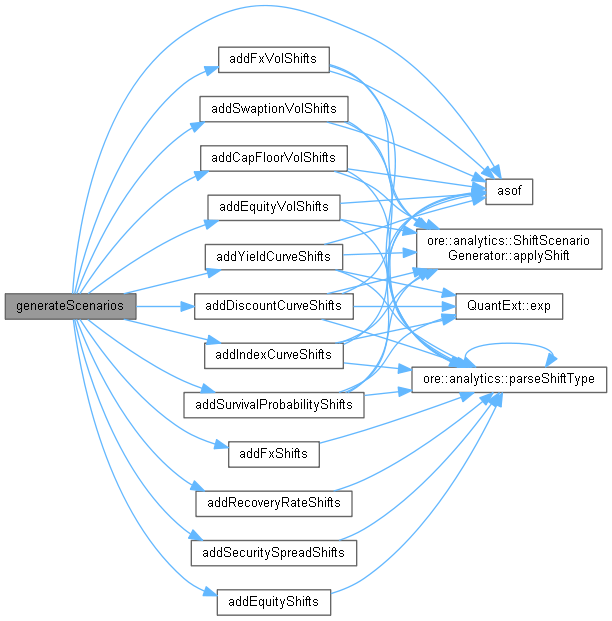 addFxVolShifts
addSwaptionVolShifts
addCapFloorVolShifts
asof
addEquityVolShifts
ore::analytics::ShiftScenario
Generator::applyShift
addYieldCurveShifts
generateScenarios
addDiscountCurveShifts
QuantExt::exp
addIndexCurveShifts
ore::analytics::parseShiftType
addSurvivalProbabilityShifts
addFxShifts
addRecoveryRateShifts
addSecuritySpreadShifts
addEquityShifts